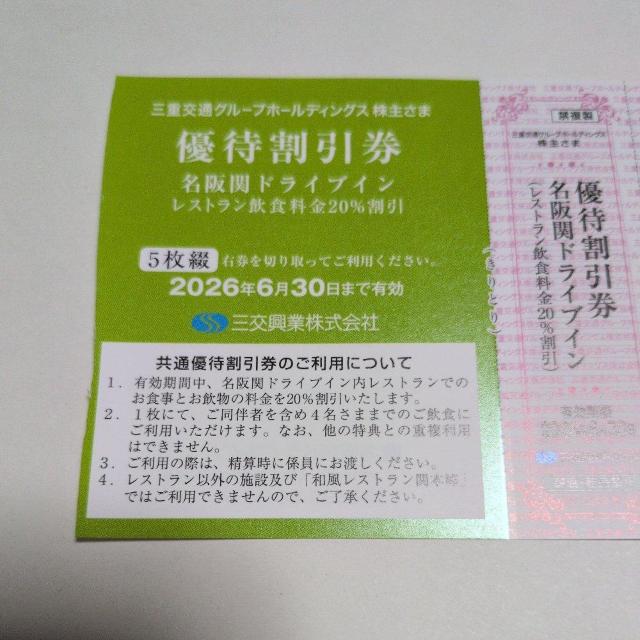 三重交通グループホールディングス 株主さま
優待割引券
名阪関ドライブイン
レストラン飲食料金20%割引
5枚綴 右券を切り取ってご利用ください。
2026年6月30日まで有効
三交興業株式会社
共通優待割引券のご利用について
1. 有効期間中、名阪関ドライブイン内レストランでの
お食事とお飲物の料金を20%割引いたします。
2. 1枚にて、ご同伴者を含め4名さままでのご飲食に
ご利用いただけます。なお、他の特典との重複利用
はできません。
3. ご利用の際は、精算時に係員にお渡しください。
4. レストラン以外の施設及び「和風レストラン関本陣」
ではご利用できませんので、ご了承ください。
(きりとり)
禁複製
三重交通グループホールディングス
株主さま
優待割引券
名阪関ドライブイン
(レストラン飲食料金20%割引)